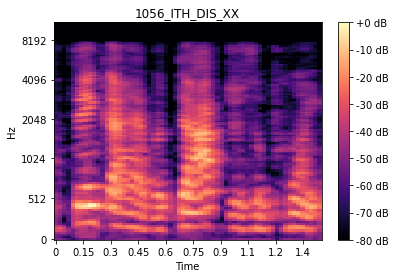 1056_ITH_DIS_XX
+0 dB
8192
-10 dB
4096
-20 dB
-30 dB
2048
Hz
-40 dB
1024
-50 dB
512
-60 dB
-70 dB
0
-80 dB
0 0.15 0.3 0.45 0.6 0.75 0.9 1.1 1.2 1.4
Time